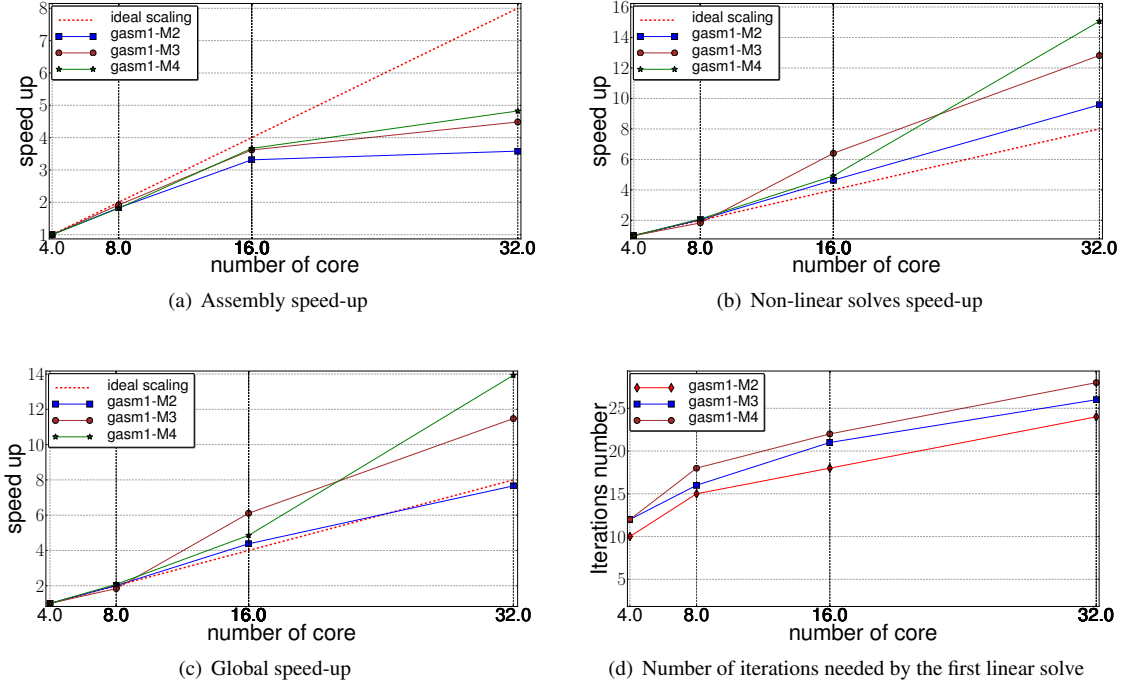 speed up
8
7
6
5
4
3
2
1
ideal scaling
gasm1-M2
gasm1-M3
gasm1-M4
4.0 8.0 16.0 32.0
number of core
(a) Assembly speed-up
speed up
16
14
12
10
8
6
4
2
ideal scaling
gasm1-M2
gasm1-M3
gasm1-M4
4.0 8.0 16.0 32.0
number of core
(b) Non-linear solves speed-up
speed up
14
12
10
8
6
4
2
ideal scaling
gasm1-M2
gasm1-M3
gasm1-M4
4.0 8.0 16.0 32.0
number of core
(c) Global speed-up
Iterations number
25
20
15
10
5
gasm1-M2
gasm1-M3
gasm1-M4
4.0 8.0 16.0 32.0
number of core
(d) Number of iterations needed by the first linear solve